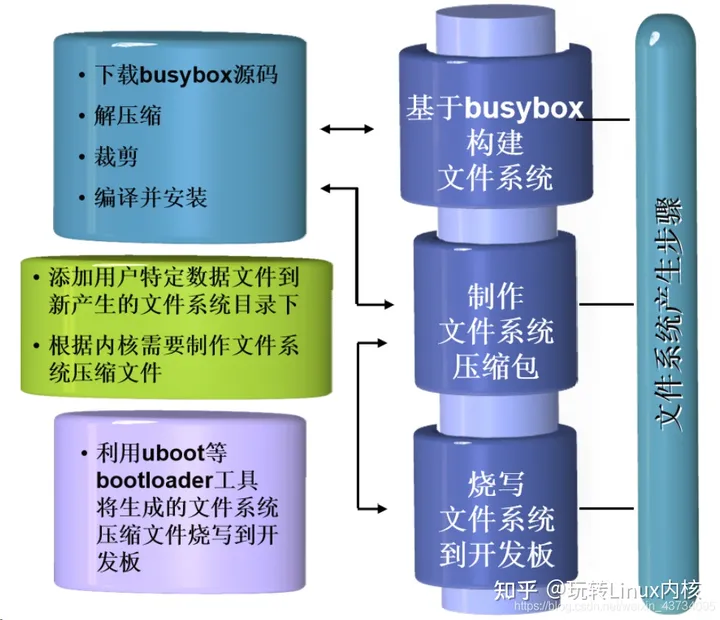 • 下载busybox源码
• 解压缩
• 裁剪
• 编译并安装
• 添加用户特定数据文件到
新产生的文件系统目录下
• 根据内核需要制作文件系
统压缩文件
• 利用uboot等
bootloader工具
将生成的文件系统
压缩文件烧写到开
发板
基于busybox
构建
文件系统
制作
文件系统
压缩包
烧写
文件系统
到开发板
文件系统产生步骤
知乎 @玩转Linux内核